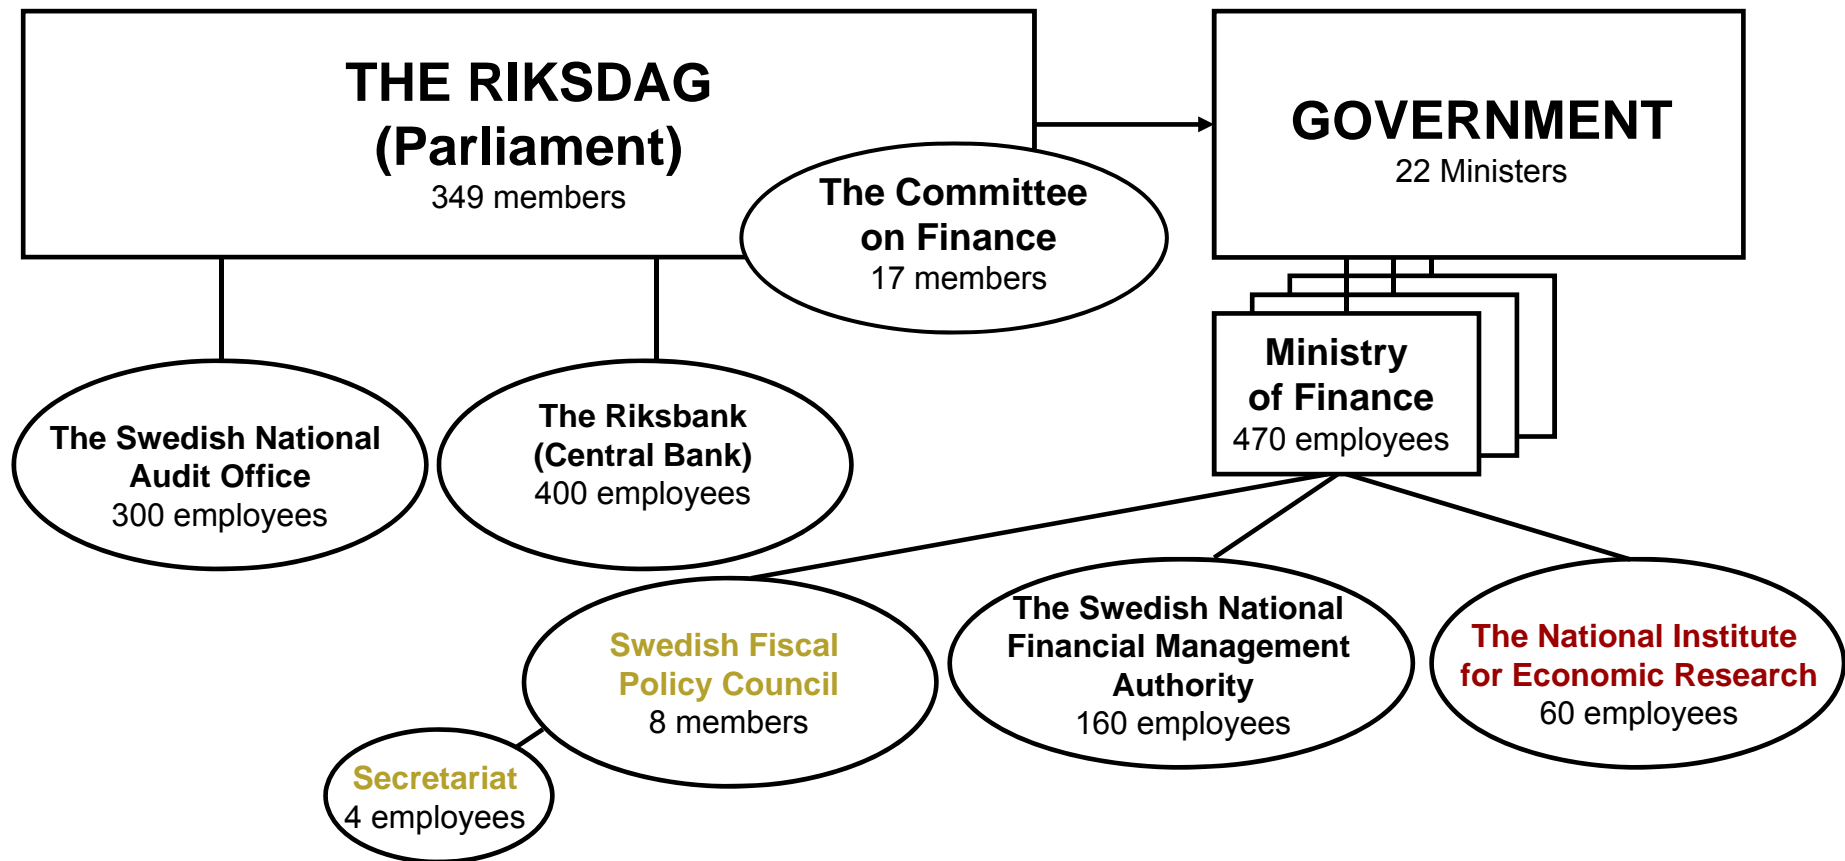 THE RIKSDAG
(Parliament)
349 members
GOVERNMENT
22 Ministers
The Committee
on Finance
17 members
Ministry
of Finance
470 employees
The Swedish National
Audit Office
300 employees
The Riksbank
(Central Bank)
400 employees
Swedish Fiscal
Policy Council
8 members
The Swedish National
Financial Management
Authority
160 employees
The National Institute
for Economic Research
60 employees
Secretariat
4 employees